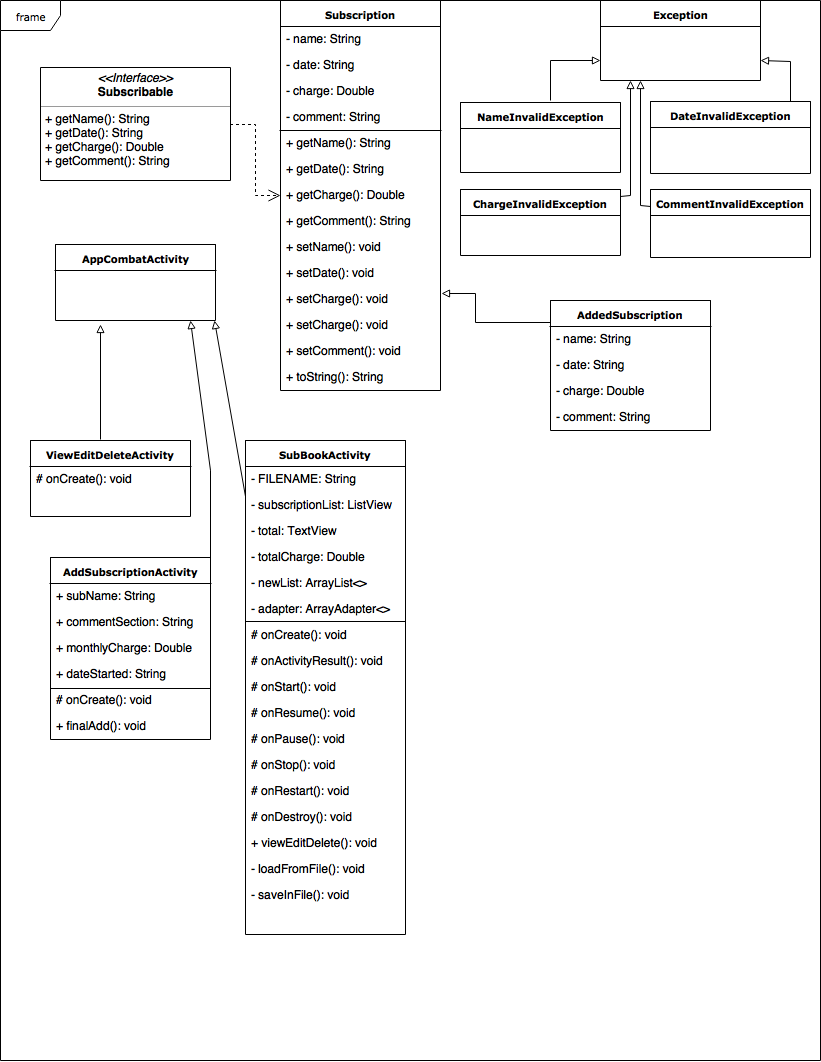 frame
Subscription
- name: String
- date: String
- charge: Double
- comment: String
+ getName(): String
+ getDate(): String
+ getCharge(): Double
+ getComment(): String
+ setName(): void
+ setDate(): void
+ setCharge(): void
+ setCharge(): void
+ setComment(): void
+ toString(): String
Exception
<<Interface>>
Subscribable
+ getName(): String
+ getDate(): String
+ getCharge(): Double
+ getComment(): String
NameInvalidException
DateInvalidException
ChargeInvalidException
CommentInvalidException
AppCombatActivity
AddedSubscription
- name: String
- date: String
- charge: Double
- comment: String
ViewEditDeleteActivity
# onCreate(): void
SubBookActivity
- FILENAME: String
- subscriptionList: ListView
- total: TextView
- totalCharge: Double
- newList: ArrayList<>
- adapter: ArrayAdapter<>
# onCreate(): void
# onActivityResult(): void
# onStart(): void
# onResume(): void
# onPause(): void
# onStop(): void
# onRestart(): void
# onDestroy(): void
+ viewEditDelete(): void
- loadFromFile(): void
- saveInFile(): void
AddSubscriptionActivity
+ subName: String
+ commentSection: String
+ monthlyCharge: Double
+ dateStarted: String
# onCreate(): void
+ finalAdd(): void